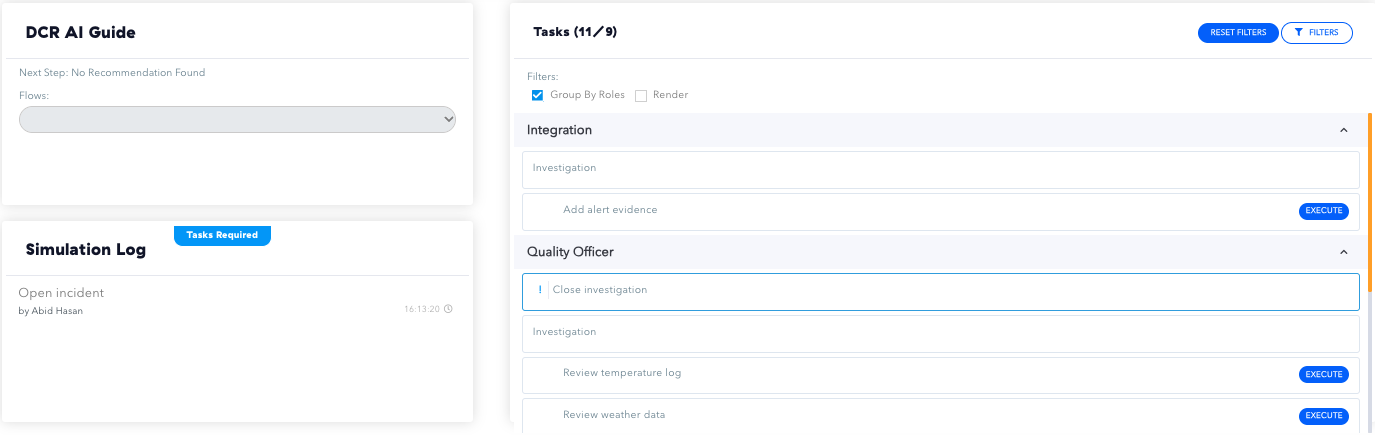 DCR AI Guide
Next Step: No Recommendation Found
Flows:
Simulation Log
Tasks Required
Open incident
by Abid Hasan
16:13:20
Tasks (11/9)
RESET FILTERS
FILTERS
Filters:
Group By Roles
Render
Integration
Investigation
Add alert evidence
EXECUTE
Quality Officer
! Close investigation
Investigation
Review temperature log
EXECUTE
Review weather data
EXECUTE